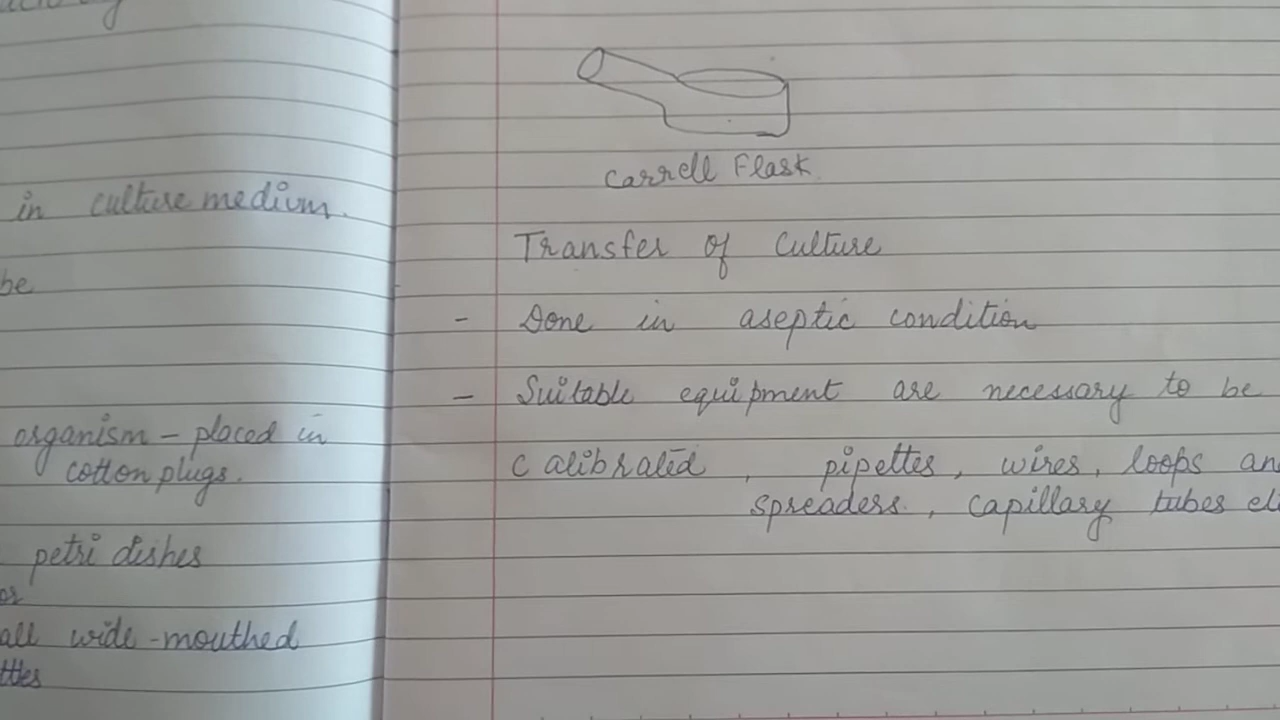 in culture medium.
be
organism - placed in
cotton plugs.
petri dishes
or
all wide-mouthed
ttles
Carrell Flask
Transfer of Culture
- Done in aseptic condition
- Suitable equipment are necessary to be
calibrated, pipettes, wires, loops an
spreaders, capillary tubes et